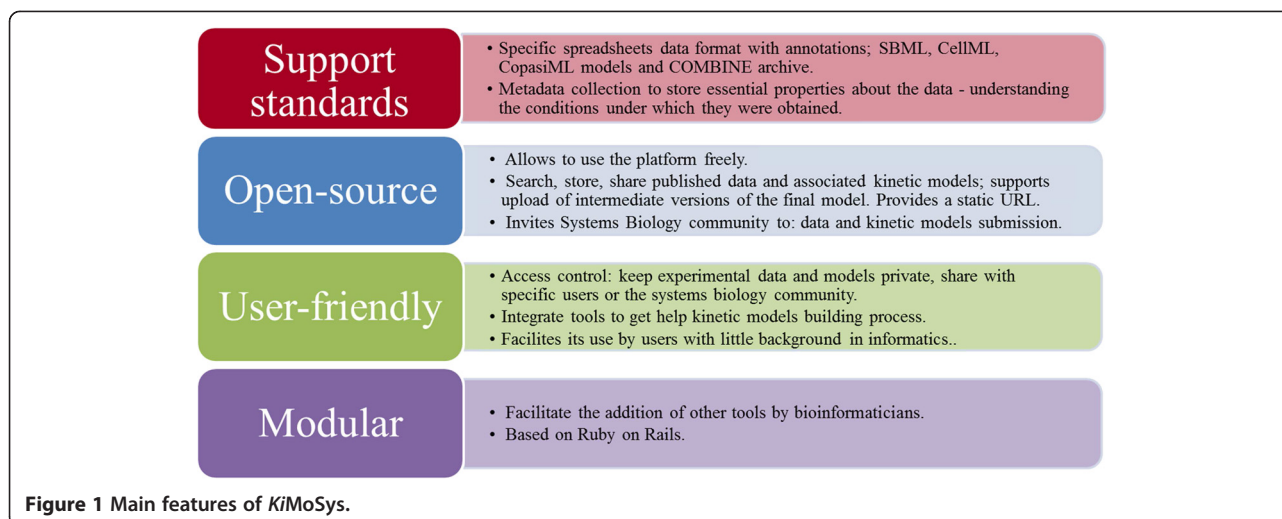 Support
standards
• Specific spreadsheets data format with annotations; SBML, CellML,
CopasiML models and COMBINE archive.
• Metadata collection to store essential properties about the data - understanding
the conditions under which they were obtained.
Open-source
• Allows to use the platform freely.
• Search, store, share published data and associated kinetic models; supports
upload of intermediate versions of the final model. Provides a static URL.
• Invites Systems Biology community to: data and kinetic models submission.
User-friendly
• Access control: keep experimental data and models private, share with
specific users or the systems biology community.
• Integrate tools to get help kinetic models building process.
• Facilites its use by users with little background in informatics..
Modular
• Facilitate the addition of other tools by bioinformaticians.
• Based on Ruby on Rails.
Figure 1 Main features of KiMoSys.